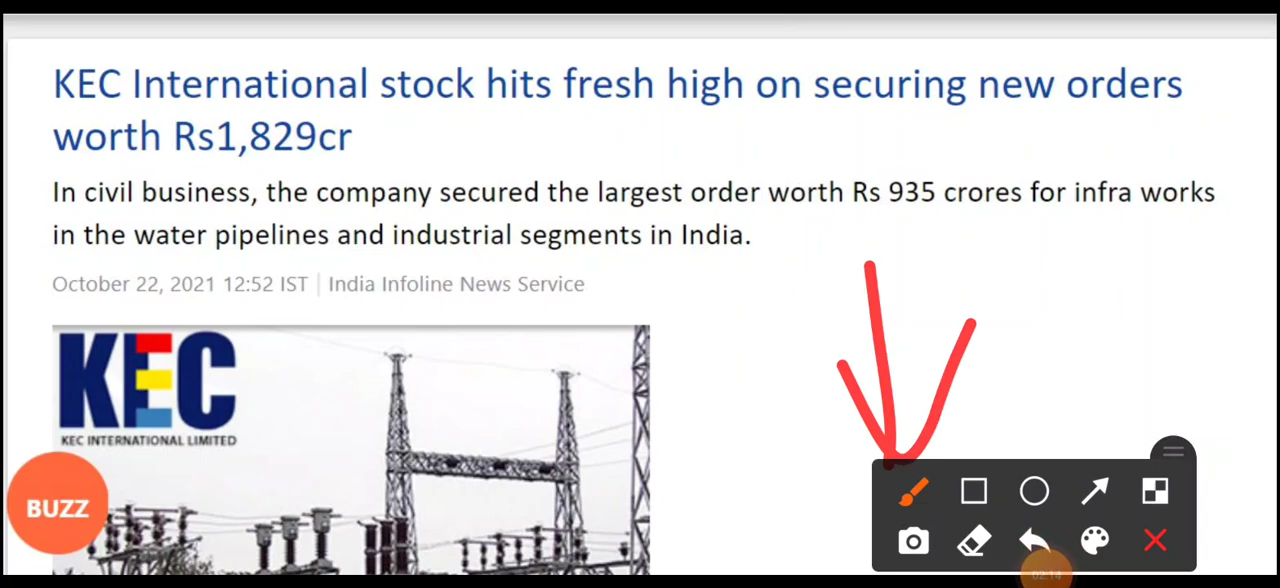 KEC International stock hits fresh high on securing new orders
worth Rs1,829cr
In civil business, the company secured the largest order worth Rs 935 crores for infra works
in the water pipelines and industrial segments in India.
October 22, 2021 12:52 IST | India Infoline News Service
KEC
KEC INTERNATIONAL LIMITED
BUZZ
02:14